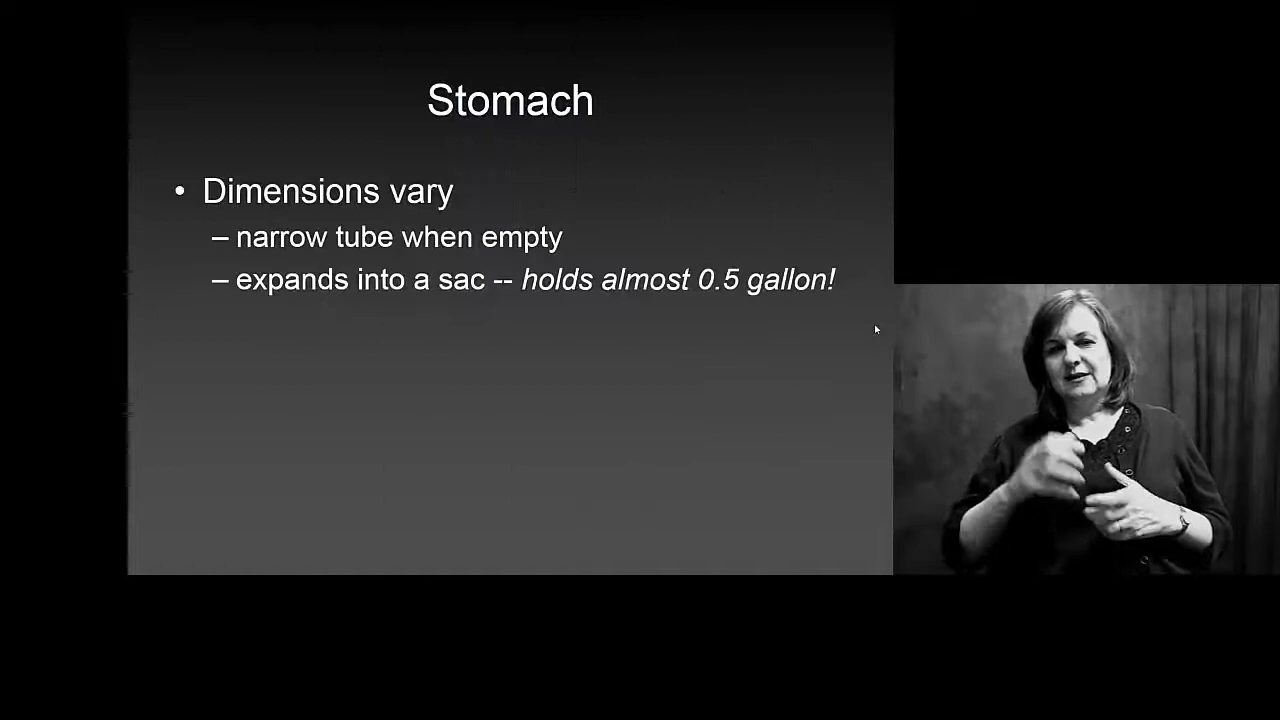 Stomach
• Dimensions vary
– narrow tube when empty
– expands into a sac -- holds almost 0.5 gallon!